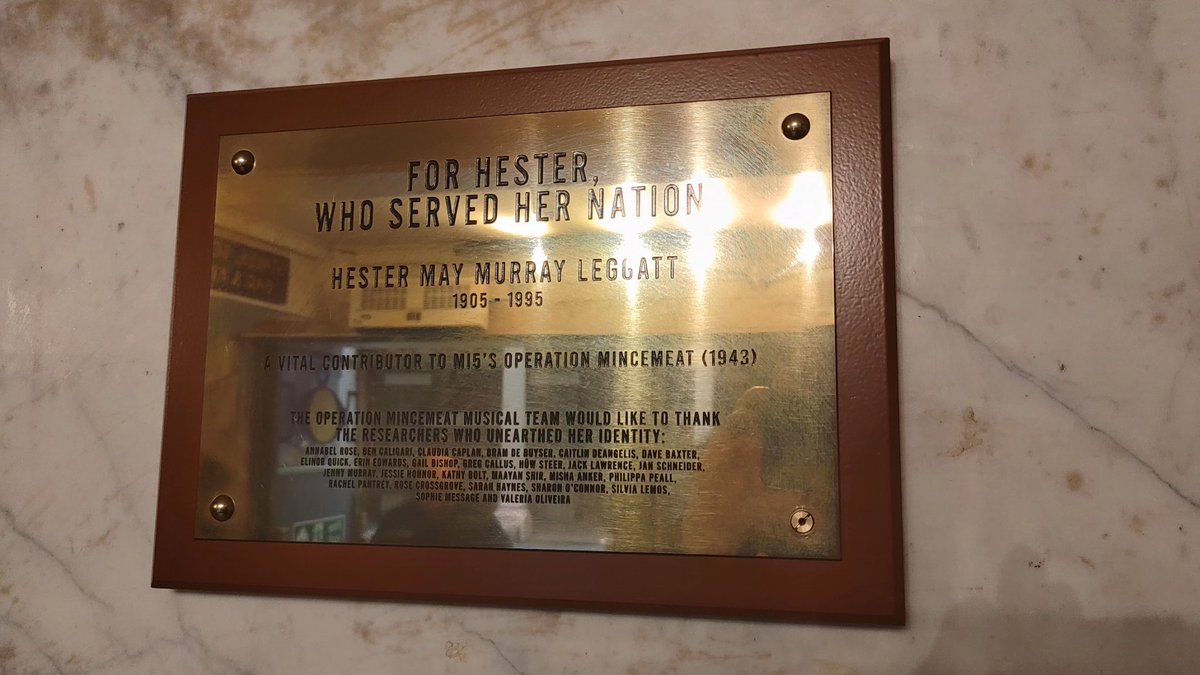 FOR HESTER,
WHO SERVED HER NATION
HESTER MAY MURRAY LEGGATT
1905 - 1995
A VITAL CONTRIBUTOR TO MI5'S OPERATION MINCEMEAT (1943)
THE OPERATION MINCEMEAT MUSICAL TEAM WOULD LIKE TO THANK
THE RESEARCHERS WHO UNEARTHED HER IDENTITY:
ANNABEL ROSE, BEN CALIGARI, CLAUDIA CAPLAN, BRAM DE BUYSER, CAITLIN DEANGELIS, DAVE BAXTER,
ELINOR QUICK, ERIN EDWARDS, GAIL BISHOP, GREG CALLUS, HŪW STEER, JACK LAWRENCE, JAN SCHNEIDER,
JENNY MURRAY, JESSIE HONNOR, KATHY BOLT, MAAYAN SHIR, MISHA ANKER, PHILIPPA PEALL,
RACHEL PANTREY, ROSE CROSSGROVE, SARAH HAYNES, SHARON O'CONNOR, SILVIA LEMOS,
SOPHIE MESSAGE AND VALERIA OLIVEIRA